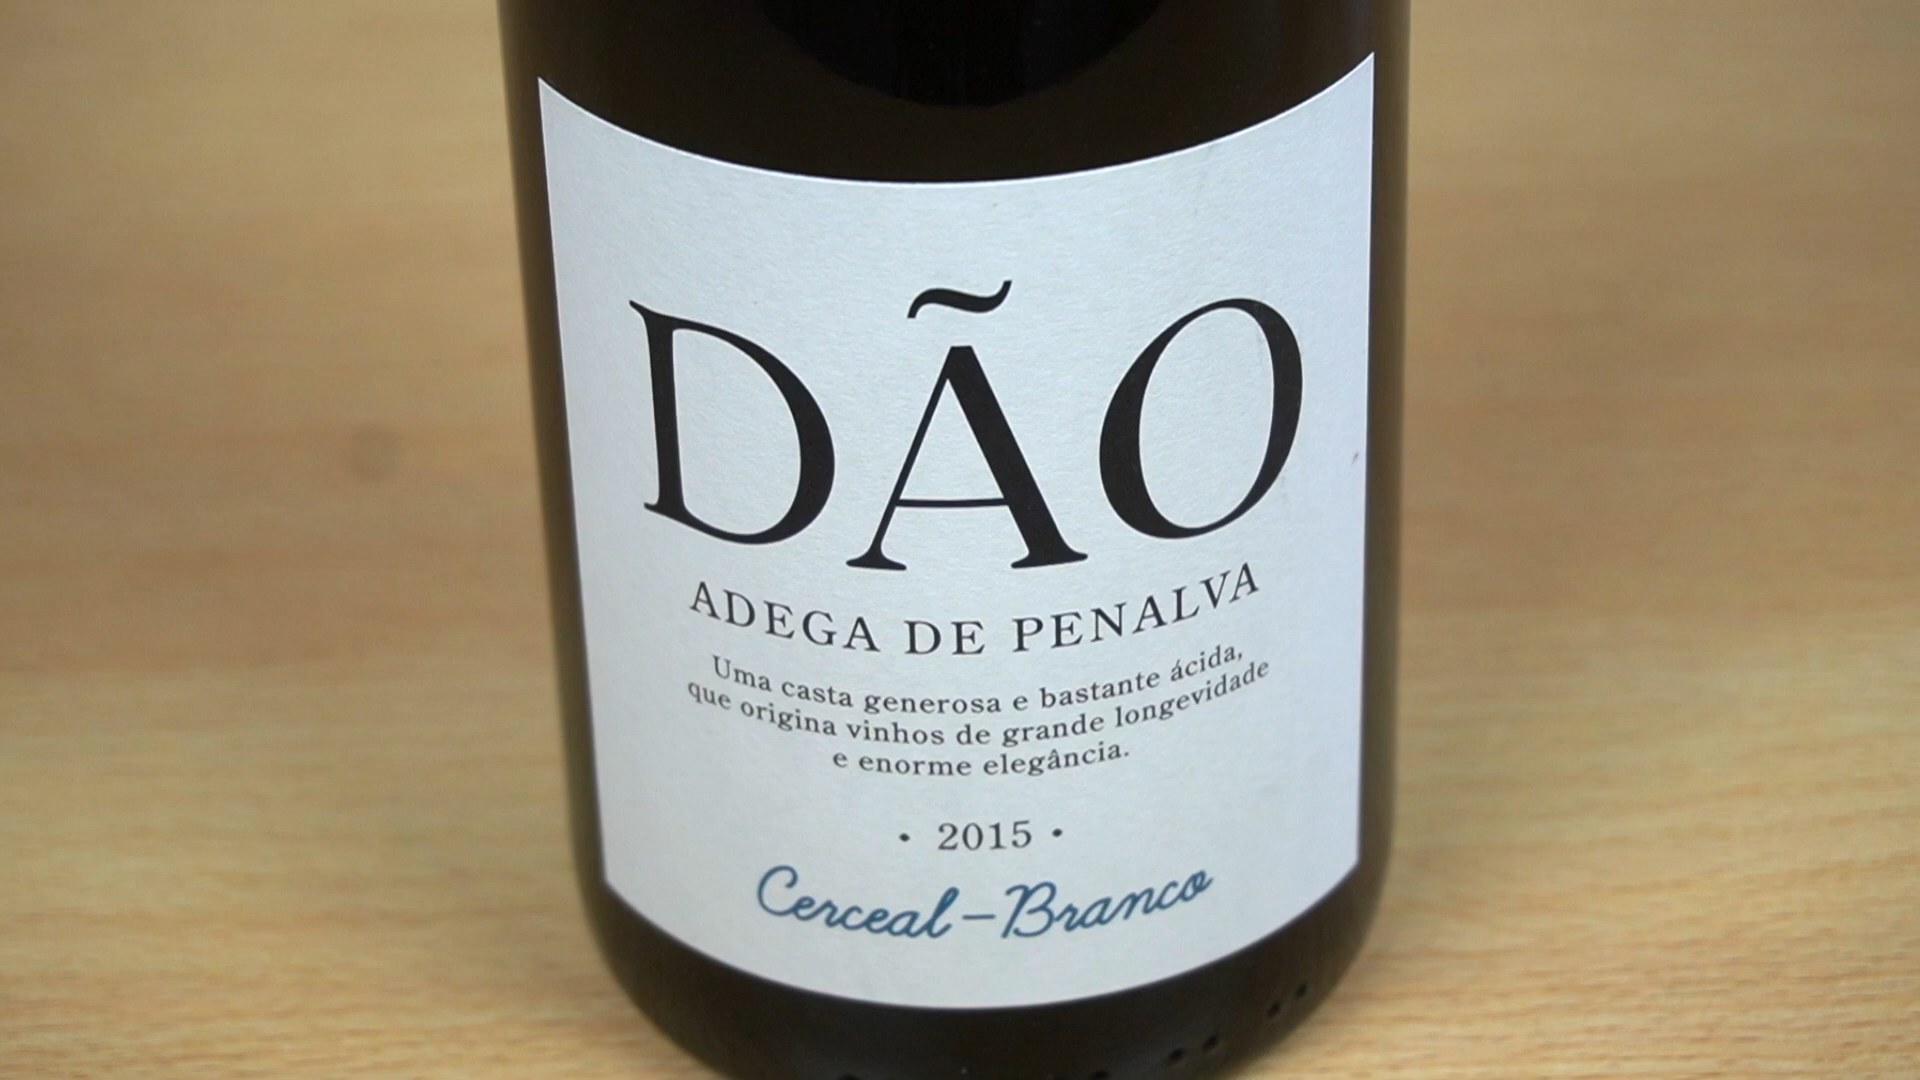 DÃO
ADEGA DE PENALVA
Uma casta generosa e bastante ácida,
que origina vinhos de grande longevidade
e enorme elegância.
• 2015 •
Cerceal-Branco